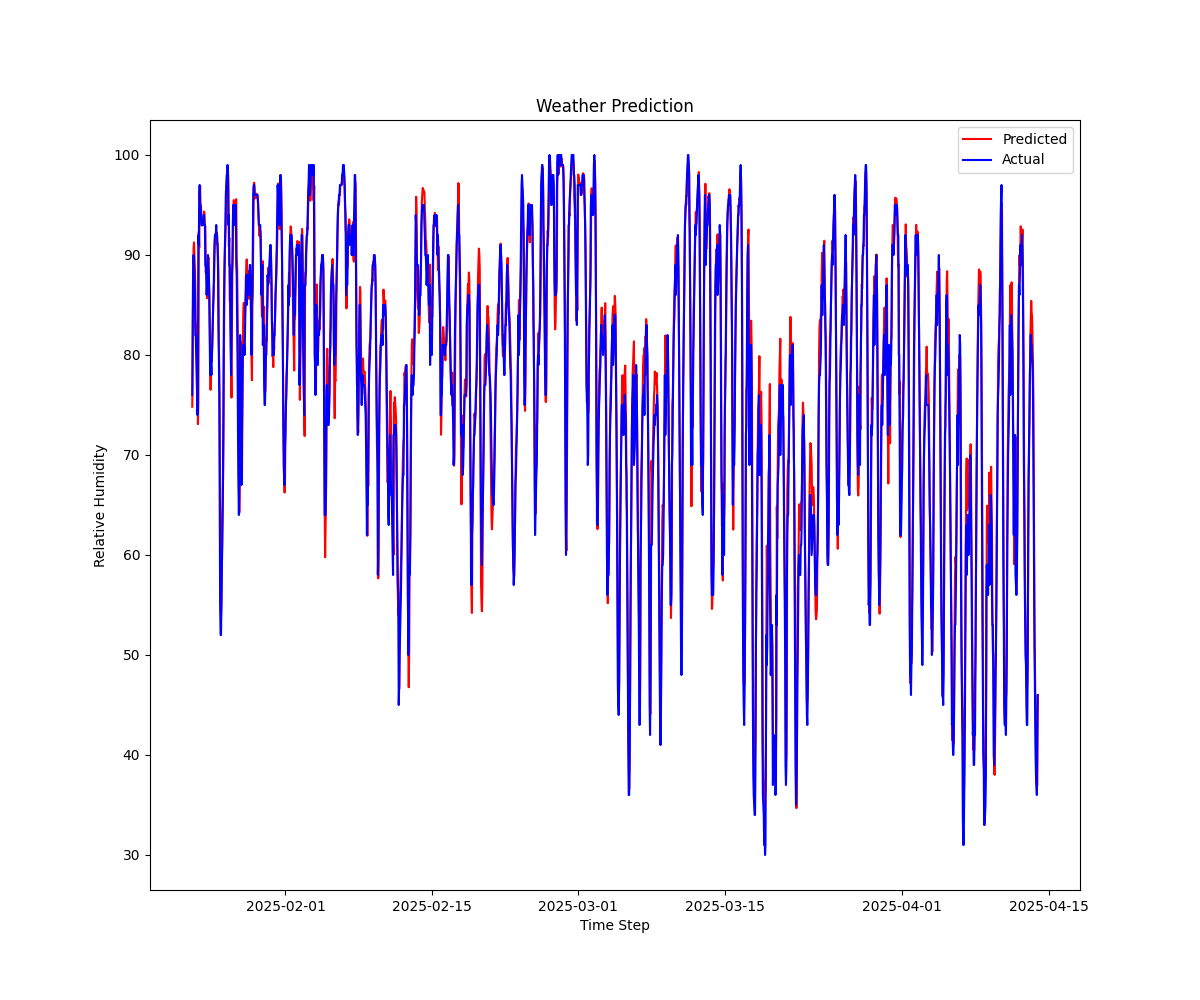 Weather Prediction
Predicted
Actual
100
90
80
70
60
50
40
30
Relative Humidity
2025-02-01
2025-02-15
2025-03-01
2025-03-15
2025-04-01
2025-04-15
Time Step